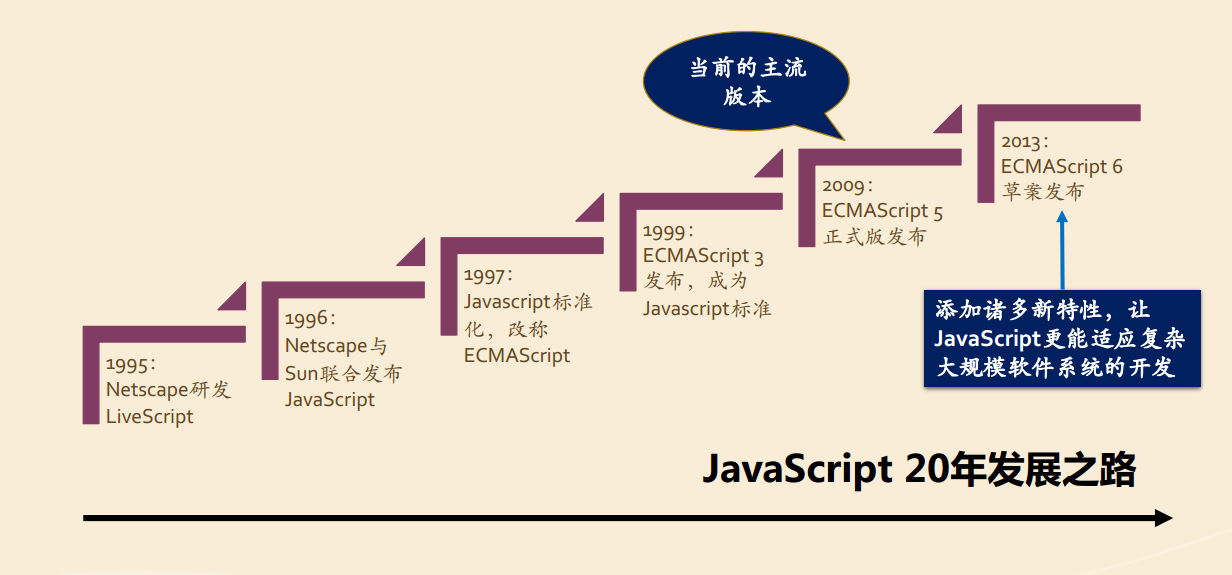 当前的主流
版本
1995：
Netscape研发
LiveScript
1996：
Netscape与
Sun联合发布
JavaScript
1997：
Javascript标准
化，改称
ECMAScript
1999：
ECMAScript 3
发布，成为
Javascript标准
2009：
ECMAScript 5
正式版发布
2013：
ECMAScript 6
草案发布
添加诸多新特性，让
JavaScript更能适应复杂
大规模软件系统的开发
JavaScript 20年发展之路